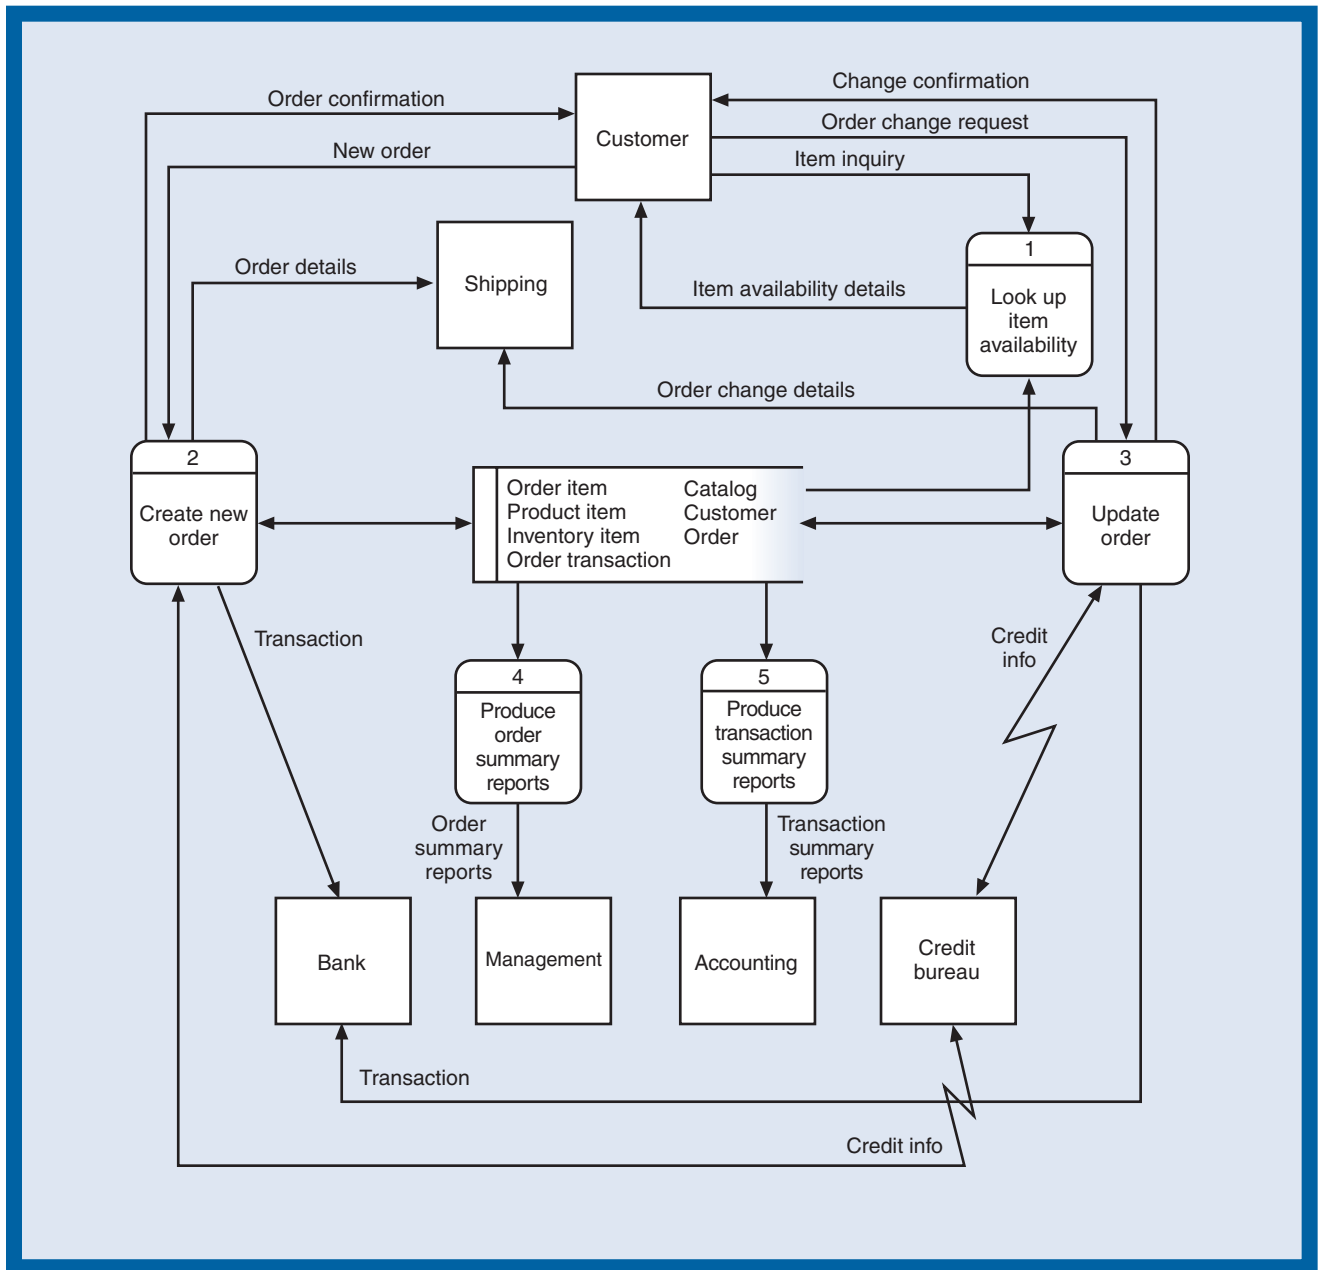 Change confirmation
Order confirmation
Order change request
Customer
New order
Item inquiry
1
Order details
Shipping
Item availability details
Look up
item
availability
Order change details
2
Create new
order
Order item
Product item
Inventory item
Order transaction
Catalog
Customer
Order
3
Update
order
Transaction
Credit
info
4
Produce
order
summary
reports
5
Produce
transaction
summary
reports
Order
summary
reports
Transaction
summary
reports
Bank
Management
Accounting
Credit
bureau
Transaction
Credit info